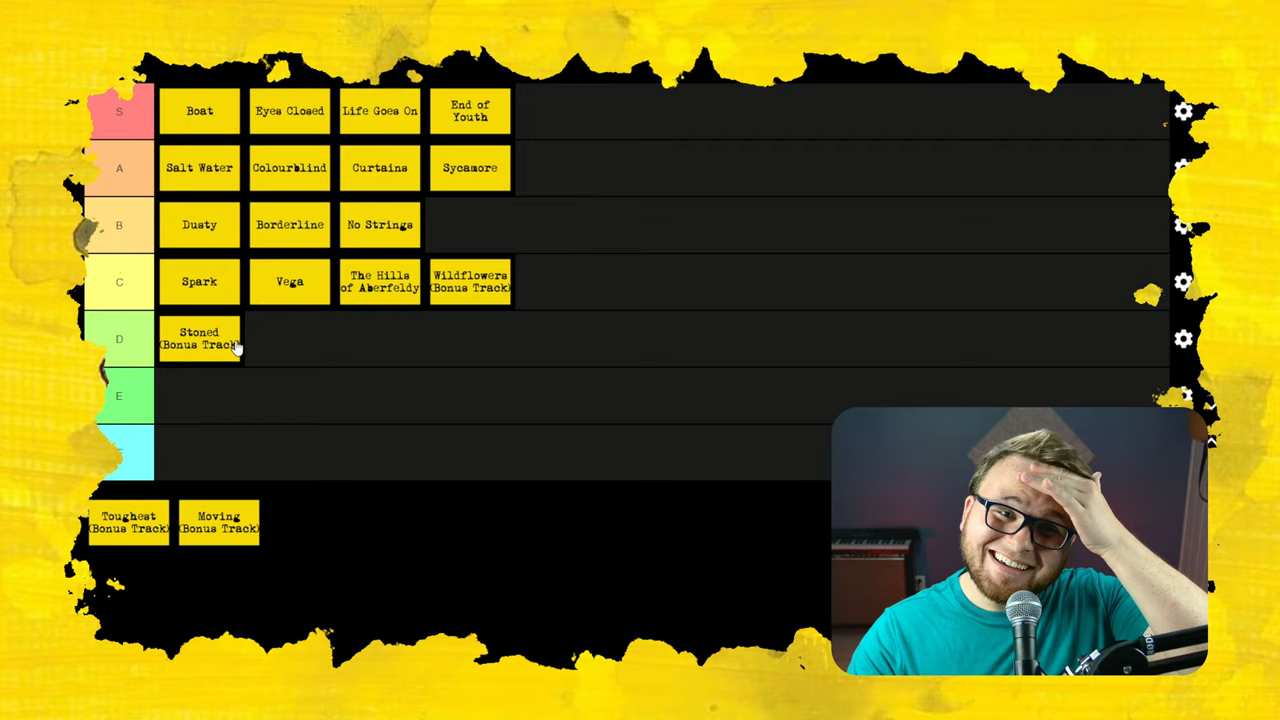 S
Boat
Eyes Closed
Life Goes On
End of
Youth
A
Salt Water
Colourblind
Curtains
Sycamore
B
Dusty
Borderline
No Strings
C
Spark
Vega
The Hills
of Aberfeldy
Wildflowers
(Bonus Track)
D
Stoned
(Bonus Track)
E
Toughest
(Bonus Track)
Moving
(Bonus Track)